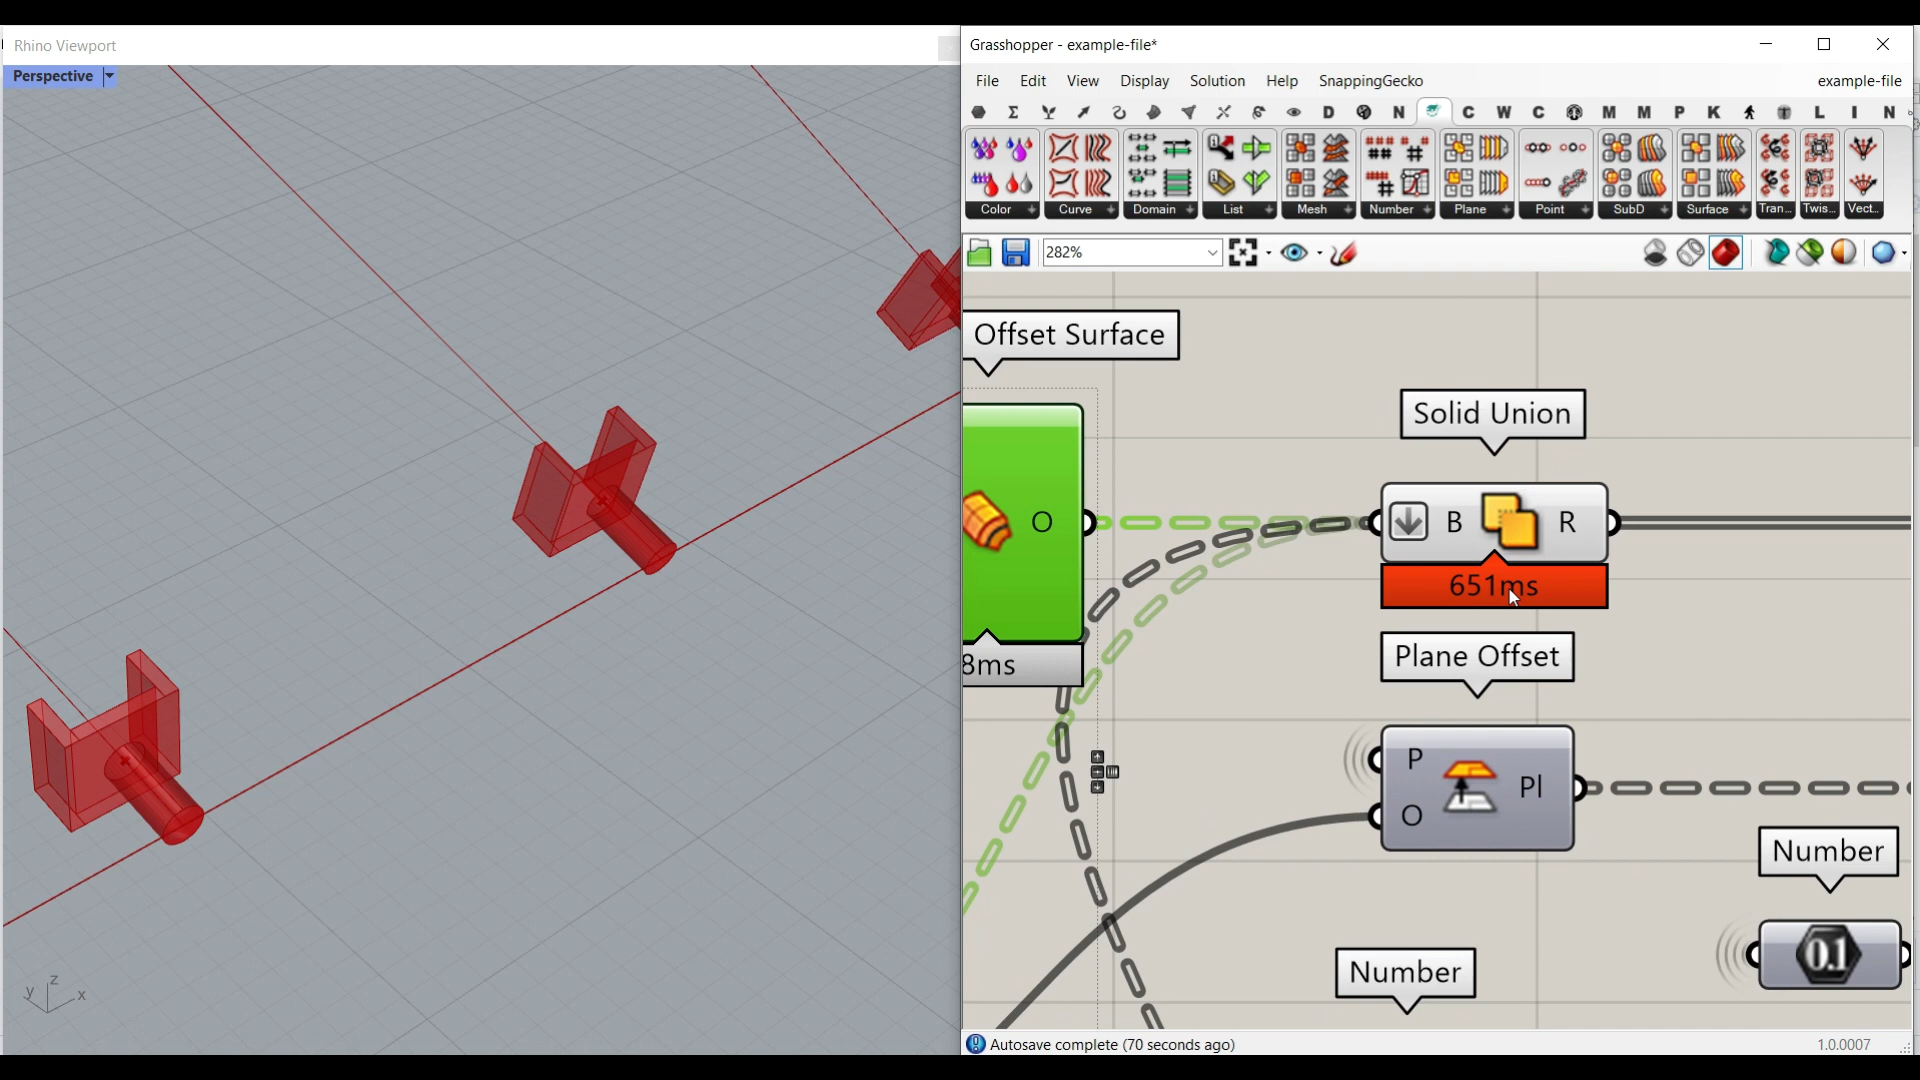 Rhino Viewport
Perspective
z
y
x
Grasshopper - example-file*
File Edit View Display Solution Help SnappingGecko
example-file
Σ D N C W C M M P K L I N
Color Curve Domain List Mesh Number Plane Point SubD Surface Tran... Twis... Vect...
282%
Offset Surface
Solid Union
O
B R
651ms
Plane Offset
8ms
P
Pl
O
Number
0.1
Number
Autosave complete (70 seconds ago)
1.0.0007